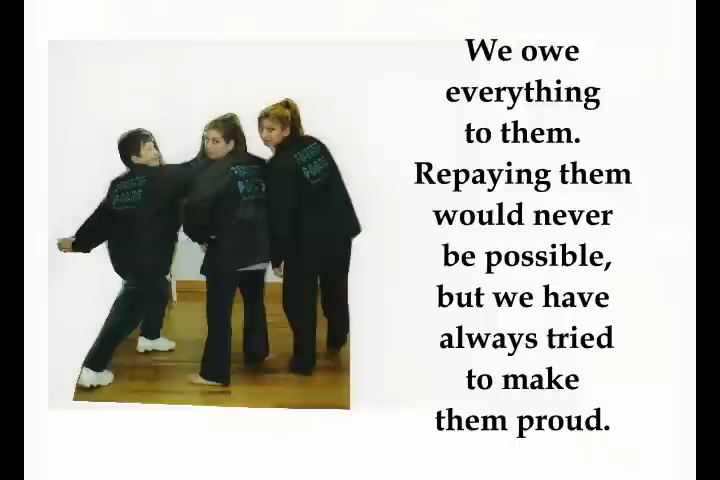 We owe
everything
to them.
Repaying them
would never
be possible,
but we have
always tried
to make
them proud.